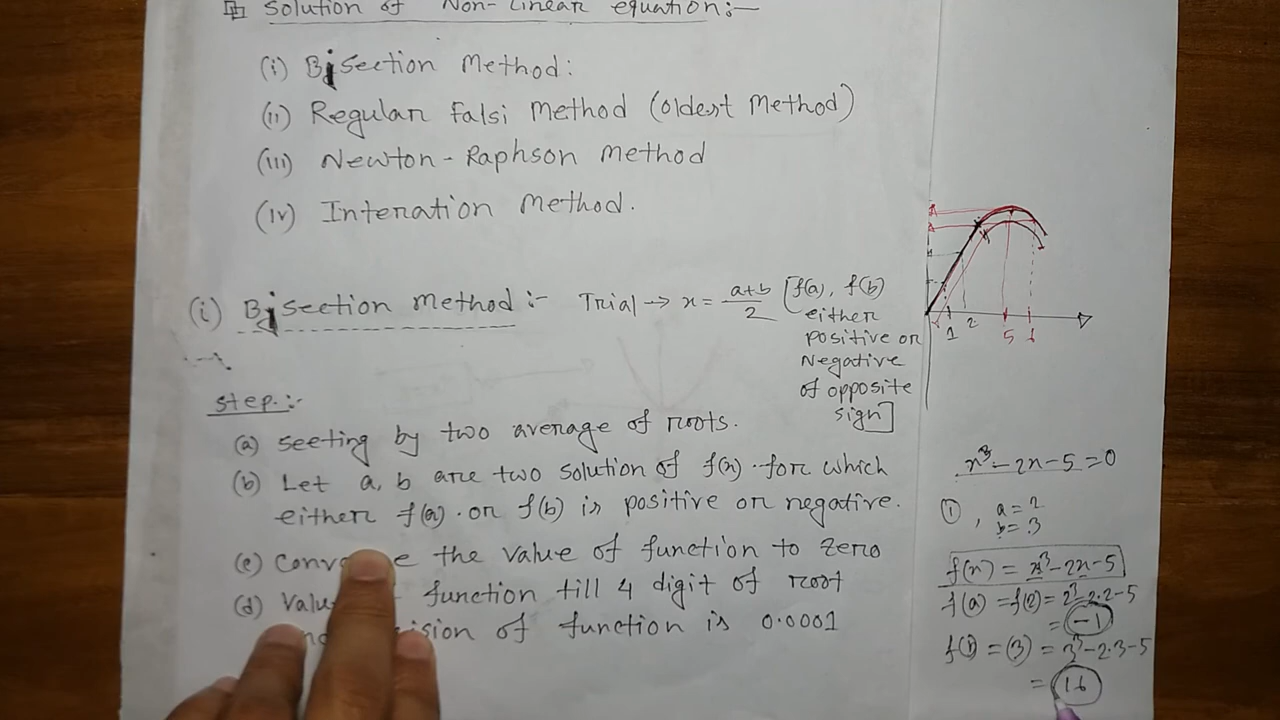 Solution of Non-Linear equation:-
(i) Bisection Method:
(ii) Regular falsi Method (oldest Method)
(iii) Newton-Raphson Method
(iv) Interation Method.
(i) Bisection Method:- Trial → x = a+b/2 [f(a), f(b)
either
positive or
Negative
of opposite
sign]
step:-
(a) seeting by two average of roots.
(b) Let a, b are two solution of f(x) for which
either f(a) or f(b) is positive or negative.
(c) the value of function to zero
(d) function till 4 digit of root
of function is 0.0001
1 2 5 6
x³-2x-5=0
(i), a=2
b=3
f(x) = x³-2x-5
f(a) = f(2) = 2³-2.2-5
= -1
= (3) = 3³-2.3-5
= 16